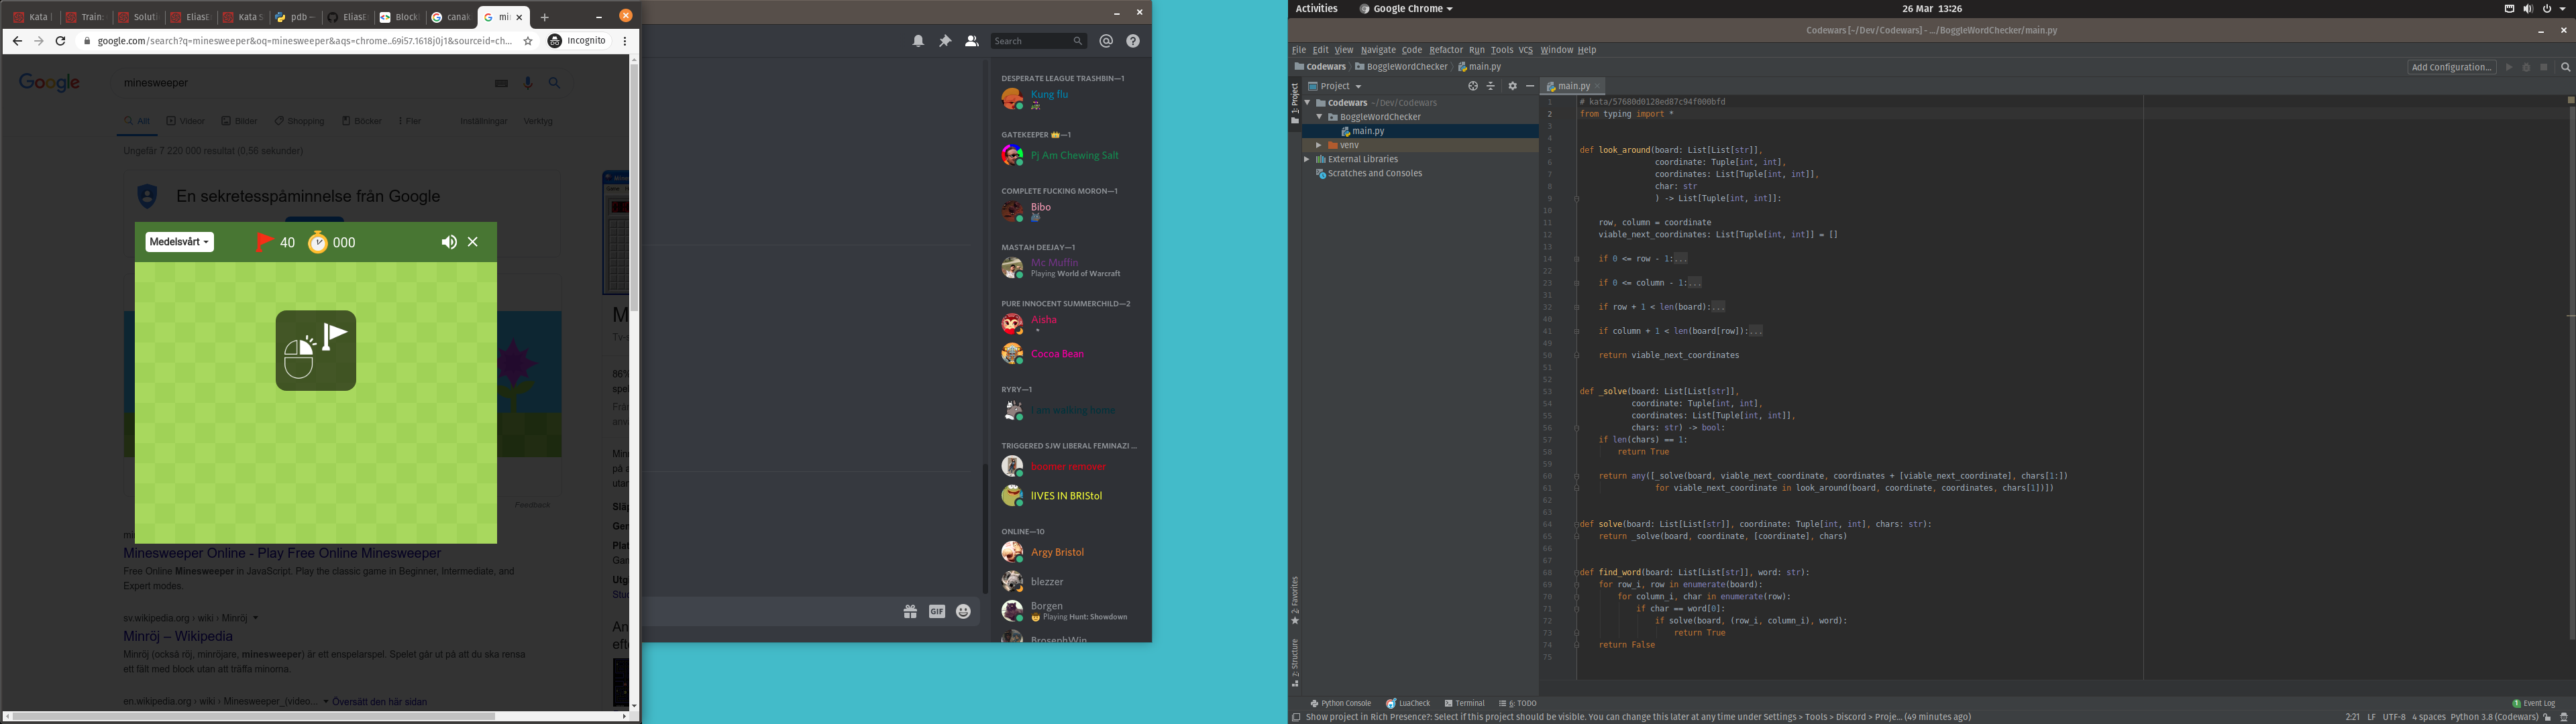 Kata
Train:
Soluti
EliasE
Kata S
pdb —
EliasE
Block
canak
mi
google.com/search?q=minesweeper&oq=minesweeper&aqs=chrome..69i57.1618j0j1&sourceid=ch...
Incognito
Google
minesweeper
Allt
Videor
Bilder
Shopping
Böcker
Fler
Inställningar
Verktyg
Ungefär 7 220 000 resultat (0,56 sekunder)
En sekretesspåminnelse från Google
Medelsvårt
40
000
Feedback
Minesweeper Online - Play Free Online Minesweeper
Free Online Minesweeper in JavaScript. Play the classic game in Beginner, Intermediate, and
Expert modes.
sv.wikipedia.org › wiki › Minröj
Minröj – Wikipedia
Minröj (också röj, minröjare, minesweeper) är ett enspelarspel. Spelet går ut på att du ska rensa
ett fält med block utan att träffa minorna.
en.wikipedia.org › wiki › Minesweeper_(video...
Översätt den här sidan
Search
DESPERATE LEAGUE TRASHBIN—1
Kung flu
GATEKEEPER 👑—1
Pj Am Chewing Salt
COMPLETE FUCKING MORON—1
Bibo
MASTAH DEEJAY—1
Mc Muffin
Playing World of Warcraft
PURE INNOCENT SUMMERCHILD—2
Aisha
Cocoa Bean
RYRY—1
I am walking home
TRIGGERED SJW LIBERAL FEMINAZI ...
boomer remover
IIVES IN BRIStol
ONLINE—10
Argy Bristol
blezzer
Borgen
Playing Hunt: Showdown
BrosephWin
GIF
Activities
Google Chrome
26 Mar 13:26
Codewars [~/Dev/Codewars] - .../BoggleWordChecker/main.py
File Edit View Navigate Code Refactor Run Tools VCS Window Help
Codewars
BoggleWordChecker
main.py
Add Configuration...
1: Project
Project
Codewars ~/Dev/Codewars
BoggleWordChecker
main.py
venv
External Libraries
Scratches and Consoles
2: Favorites
Z: Structure
main.py
1 # kata/57680d0128ed87c94f000bfd
2 from typing import *
3
4
5 def look_around(board: List[List[str]],
6 coordinate: Tuple[int, int],
7 coordinates: List[Tuple[int, int]],
8 char: str
9 ) -> List[Tuple[int, int]]:
10
11 row, column = coordinate
12 viable_next_coordinates: List[Tuple[int, int]] = []
13
14 if 0 <= row - 1:...
22
23 if 0 <= column - 1:...
31
32 if row + 1 < len(board):...
40
41 if column + 1 < len(board[row]):...
49
50 return viable_next_coordinates
51
52
53 def _solve(board: List[List[str]],
54 coordinate: Tuple[int, int],
55 coordinates: List[Tuple[int, int]],
56 chars: str) -> bool:
57 if len(chars) == 1:
58 return True
59
60 return any([_solve(board, viable_next_coordinate, coordinates + [viable_next_coordinate], chars[1:])
61 for viable_next_coordinate in look_around(board, coordinate, coordinates, chars[1])])
62
63
64 def solve(board: List[List[str]], coordinate: Tuple[int, int], chars: str):
65 return _solve(board, coordinate, [coordinate], chars)
66
67
68 def find_word(board: List[List[str]], word: str):
69 for row_i, row in enumerate(board):
70 for column_i, char in enumerate(row):
71 if char == word[0]:
72 if solve(board, (row_i, column_i), word):
73 return True
74 return False
75
Python Console
LuaCheck
Terminal
6: TODO
1 Event Log
Show project in Rich Presence?: Select if this project should be visible. You can change this later at any time under Settings > Tools > Discord > Proje... (49 minutes ago)
2:21 LF UTF-8 4 spaces Python 3.8 (Codewars)